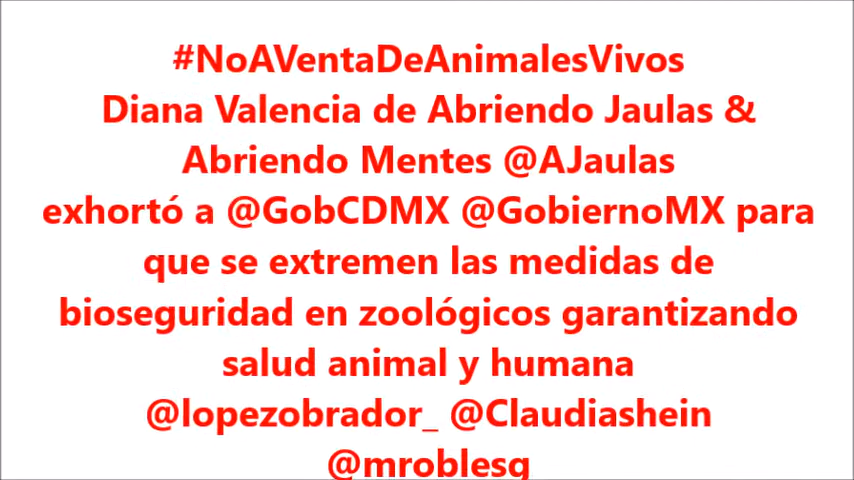 #NoAVentaDeAnimalesVivos
Diana Valencia de Abriendo Jaulas &
Abriendo Mentes @AJaulas
exhortó a @GobCDMX @GobiernoMX para
que se extremen las medidas de
bioseguridad en zoológicos garantizando
salud animal y humana
@lopezobrador_ @Claudiashein
@mroblesg